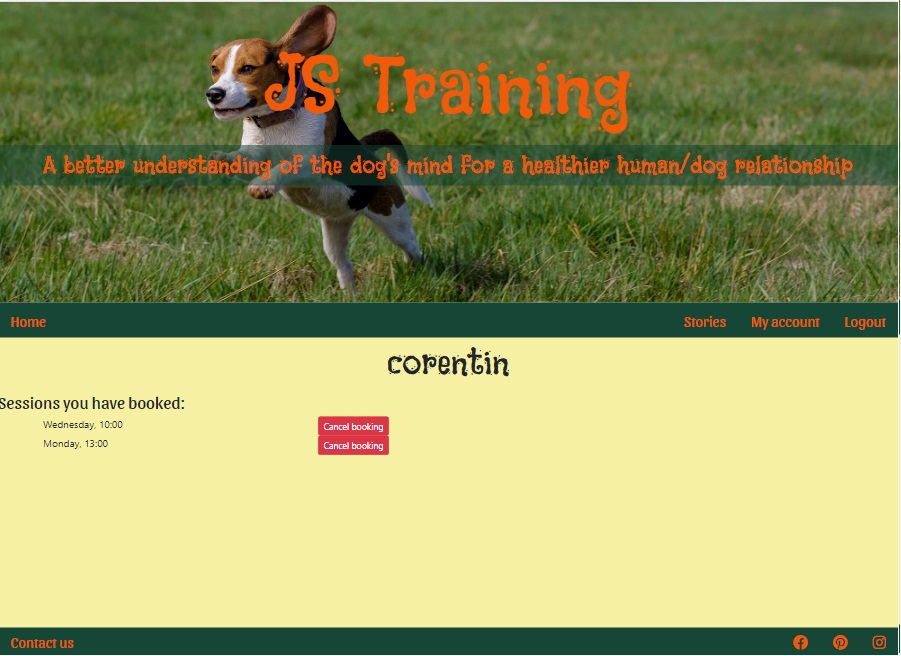 JS Training
A better understanding of the dog's mind for a healthier human/dog relationship
Home Stories My account Logout
corentin
Sessions you have booked:
Wednesday, 10:00 Cancel booking
Monday, 13:00 Cancel booking
Contact us